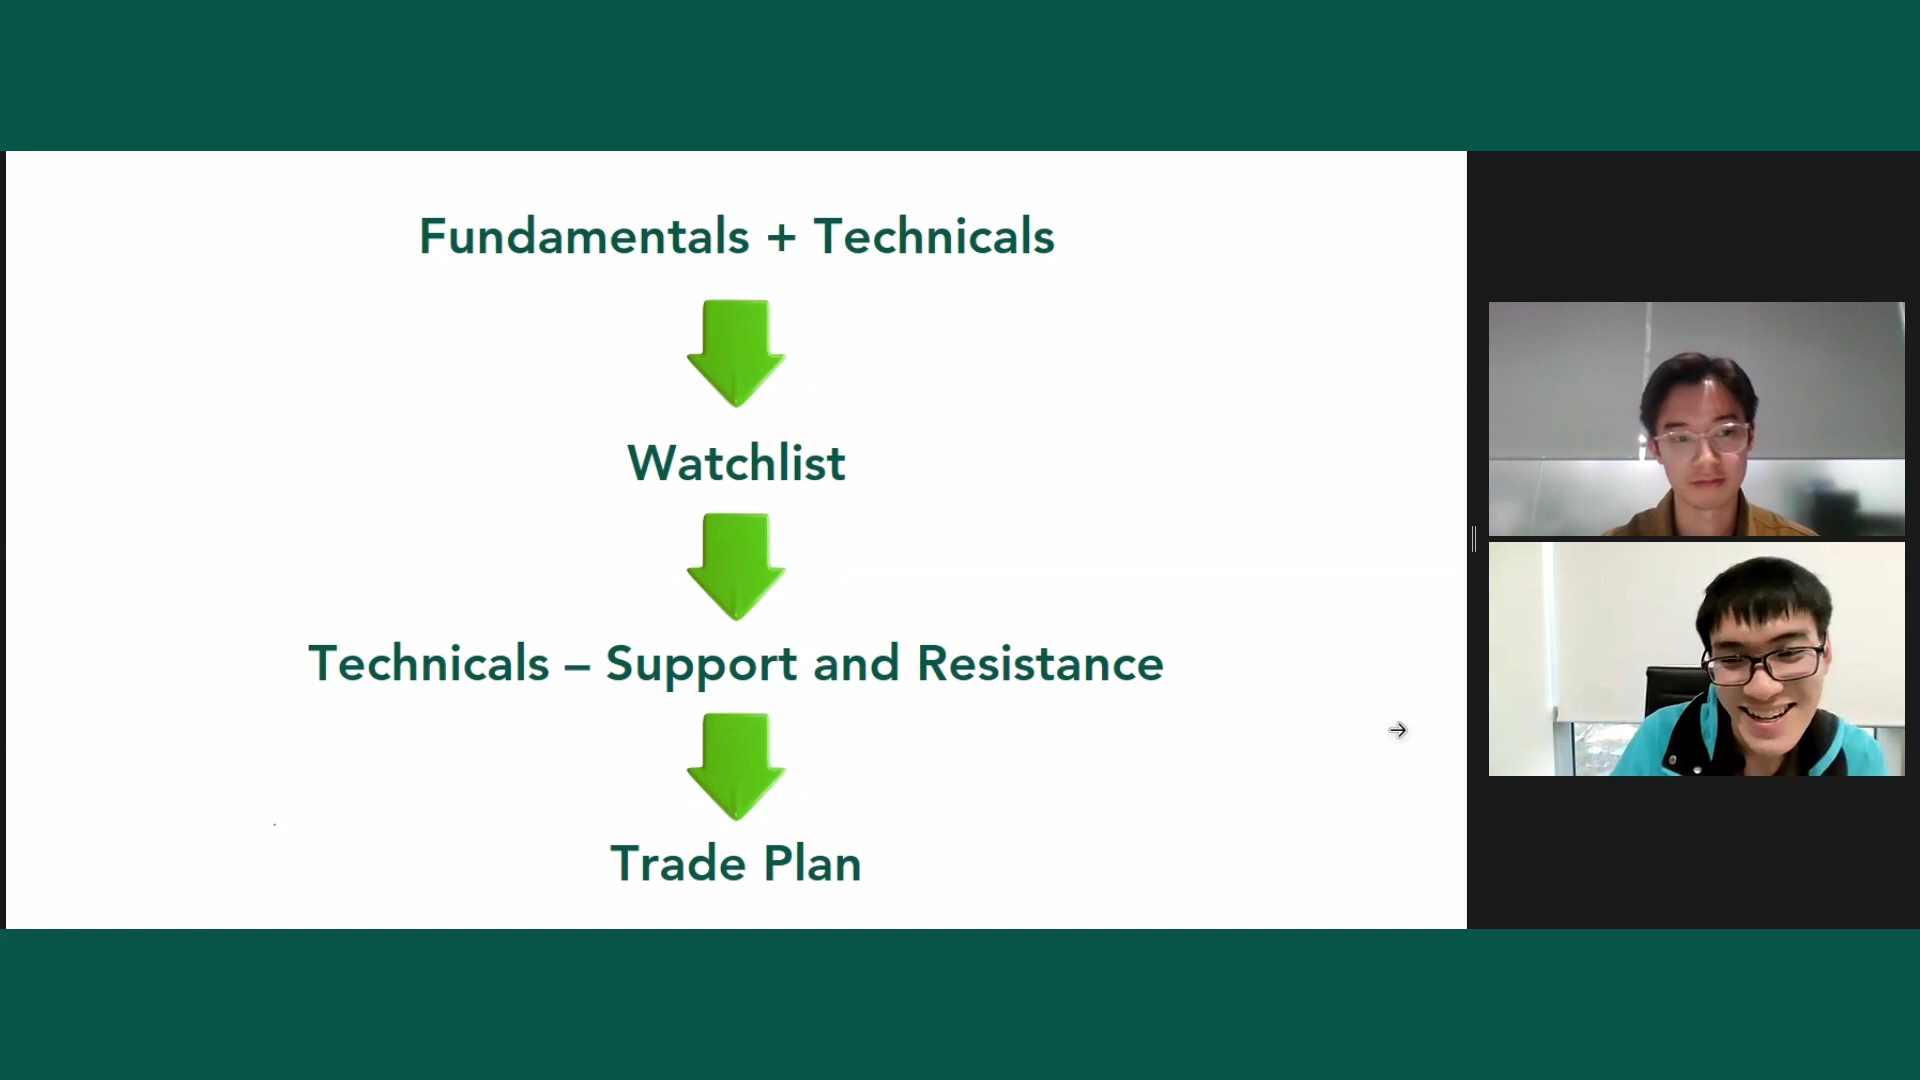 Fundamentals + Technicals
Watchlist
Technicals – Support and Resistance
Trade Plan